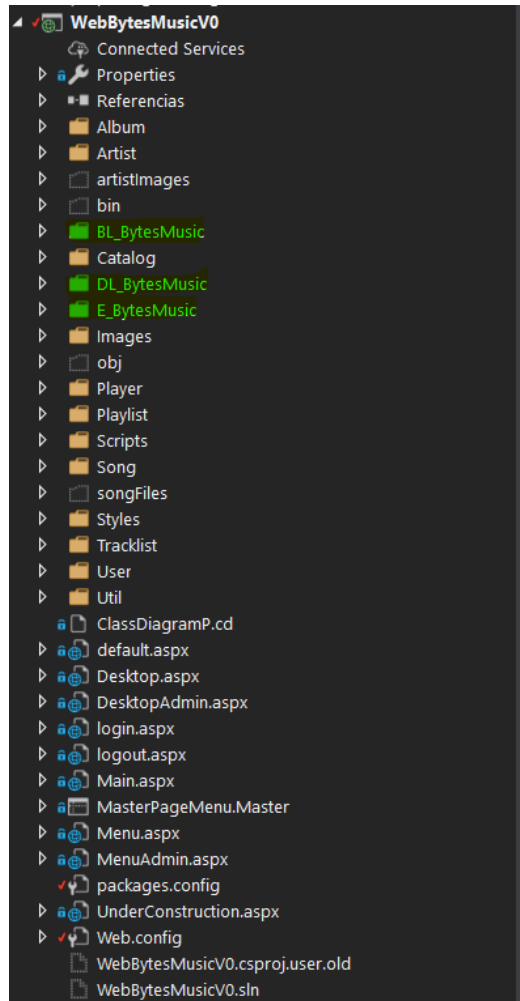 WebBytesMusicV0
Connected Services
Properties
Referencias
Album
Artist
artistImages
bin
BL_BytesMusic
Catalog
DL_BytesMusic
E_BytesMusic
Images
obj
Player
Playlist
Scripts
Song
songFiles
Styles
Tracklist
User
Util
ClassDiagramP.cd
default.aspx
Desktop.aspx
DesktopAdmin.aspx
login.aspx
logout.aspx
Main.aspx
MasterPageMenu.Master
Menu.aspx
MenuAdmin.aspx
packages.config
UnderConstruction.aspx
Web.config
WebBytesMusicV0.csproj.user.old
WebBytesMusicV0.sln